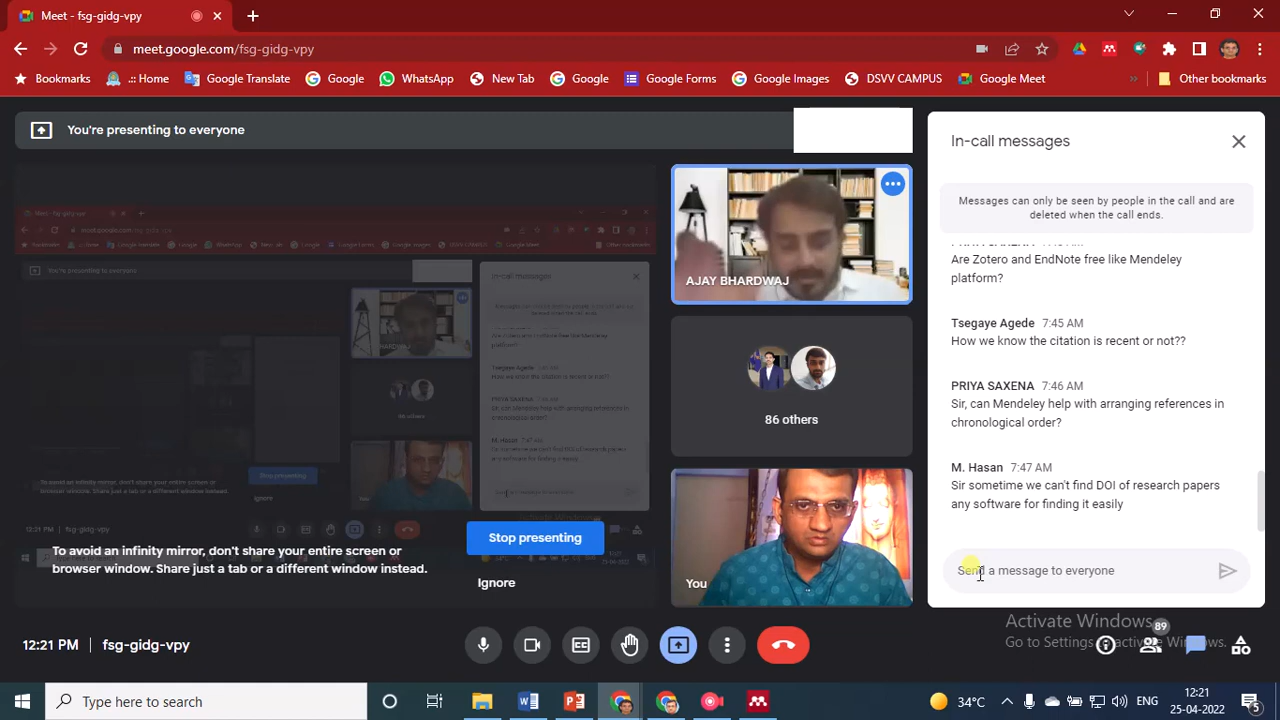 Meet - fsg-gidg-vpy
meet.google.com/fsg-gidg-vpy
Bookmarks .:: Home Google Translate Google WhatsApp New Tab Google Google Forms Google Images DSVV CAMPUS Google Meet Other bookmarks
You're presenting to everyone
In-call messages
Messages can only be seen by people in the call and are
deleted when the call ends.
Are Zotero and EndNote free like Mendeley
platform?
Tsegaye Agede 7:45 AM
How we know the citation is recent or not??
PRIYA SAXENA 7:46 AM
Sir, can Mendeley help with arranging references in
chronological order?
M. Hasan 7:47 AM
Sir sometime we can't find DOI of research papers
any software for finding it easily
Send a message to everyone
AJAY BHARDWAJ
86 others
You
To avoid an infinity mirror, don't share your entire screen or
browser window. Share just a tab or a different window instead.
Stop presenting
Ignore
12:21 PM | fsg-gidg-vpy
89
Activate Windows
Go to Settings to activate Windows.
Type here to search
34°C ENG 12:21
25-04-2022
5